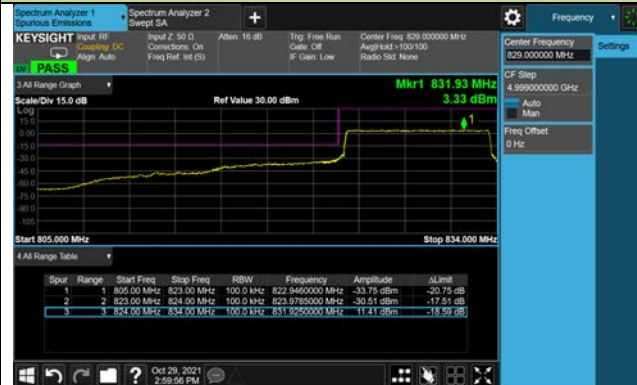 Spectrum Analyzer 1
Spurious Emissions
Spectrum Analyzer 2
Swept SA
Frequency
KEYSIGHT
Input: RF
Coupling: DC
Align: Auto
Input Z: 50 Ω
Corrections: On
Freq Ref: Int (S)
Atten: 16 dB
Trig: Free Run
Gate: Off
IF Gain: Low
Center Freq: 829.000000 MHz
Avg|Hold:>100/100
Radio Std: None
PASS
Center Frequency
829.000000 MHz
Settings
CF Step
4.999000000 GHz
Auto
Man
Freq Offset
0 Hz
3 All Range Graph
Mkr1 831.93 MHz
Scale/Div 15.0 dB
Ref Value 30.00 dBm
3.33 dBm
Log
15.0
0.00
-15.0
-30.0
-45.0
-60.0
-75.0
-90.0
-105
1
Start 805.000 MHz
Stop 834.000 MHz
4 All Range Table
Spur Range Start Freq Stop Freq RBW Frequency Amplitude ΔLimit
1 1 805.00 MHz 823.00 MHz 100.0 kHz 822.9460000 MHz -33.75 dBm -20.75 dB
2 2 823.00 MHz 824.00 MHz 100.0 kHz 823.9785000 MHz -30.51 dBm -17.51 dB
3 3 824.00 MHz 834.00 MHz 100.0 kHz 831.9250000 MHz 11.41 dBm -18.59 dB
Oct 29, 2021
2:59:56 PM